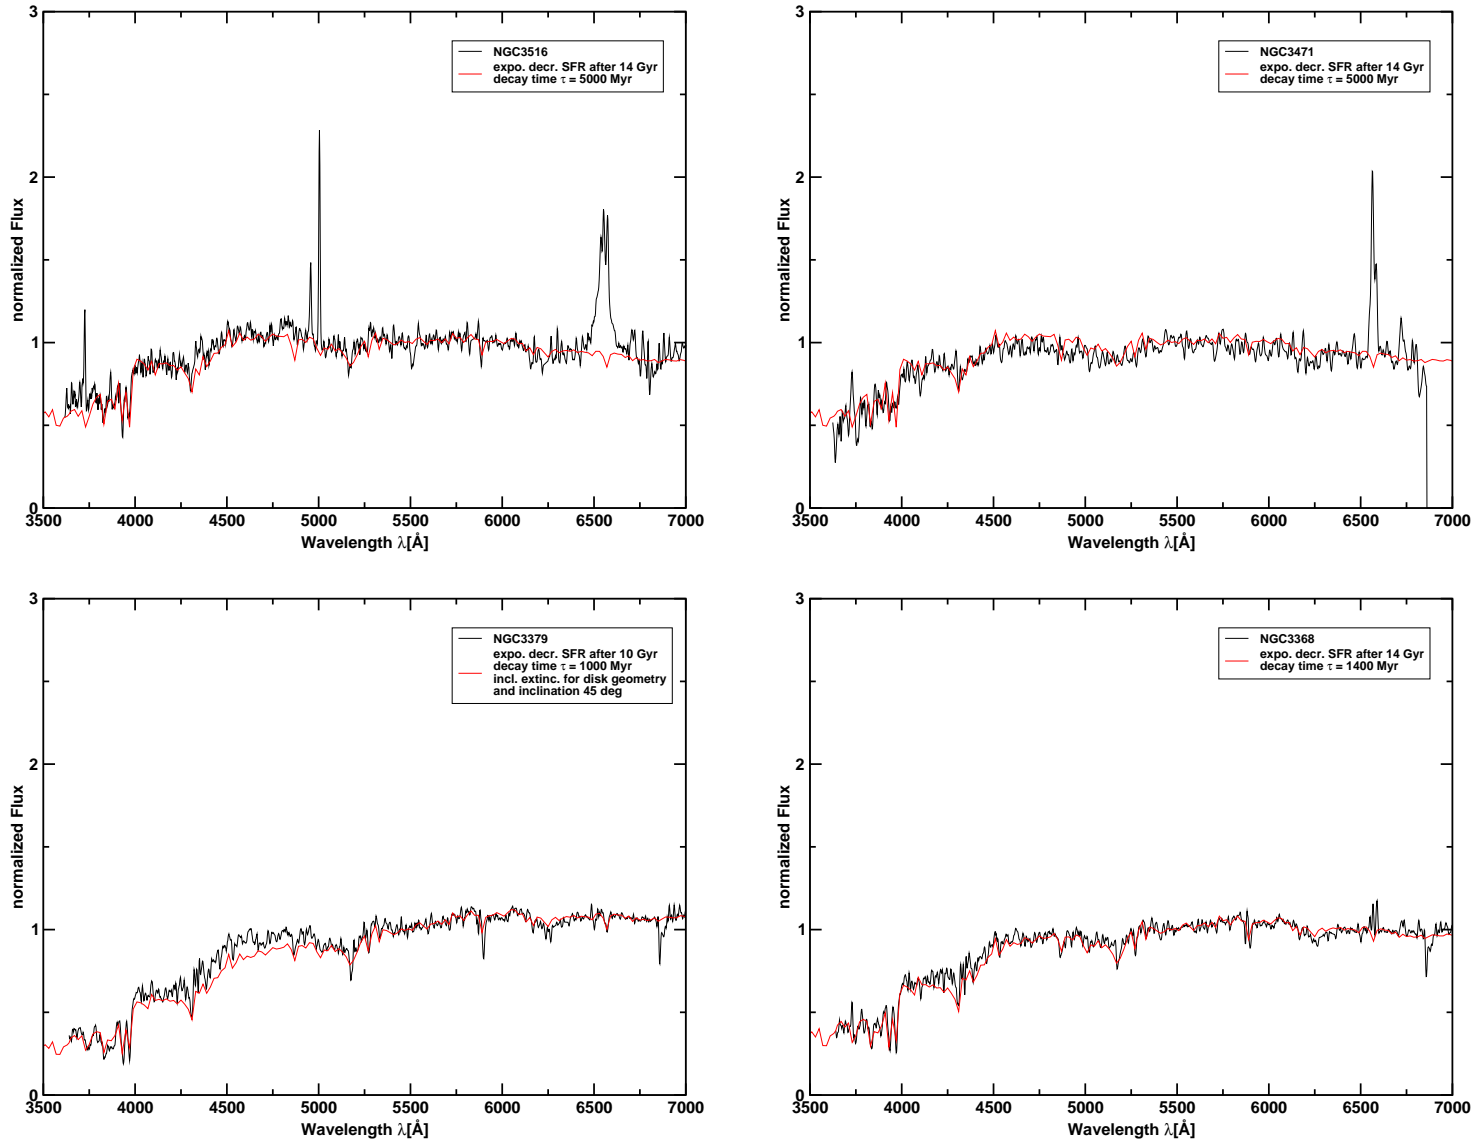 3
2
1
0
normalized Flux
NGC3516
expo. decr. SFR after 14 Gyr
decay time τ = 5000 Myr
3500 4000 4500 5000 5500 6000 6500 7000
Wavelength λ[Å]
3
2
1
0
normalized Flux
NGC3471
expo. decr. SFR after 14 Gyr
decay time τ = 5000 Myr
3500 4000 4500 5000 5500 6000 6500 7000
Wavelength λ[Å]
3
2
1
0
normalized Flux
NGC3379
expo. decr. SFR after 10 Gyr
decay time τ = 1000 Myr
incl. extinc. for disk geometry
and inclination 45 deg
3500 4000 4500 5000 5500 6000 6500 7000
Wavelength λ[Å]
3
2
1
0
normalized Flux
NGC3368
expo. decr. SFR after 14 Gyr
decay time τ = 1400 Myr
3500 4000 4500 5000 5500 6000 6500 7000
Wavelength λ[Å]